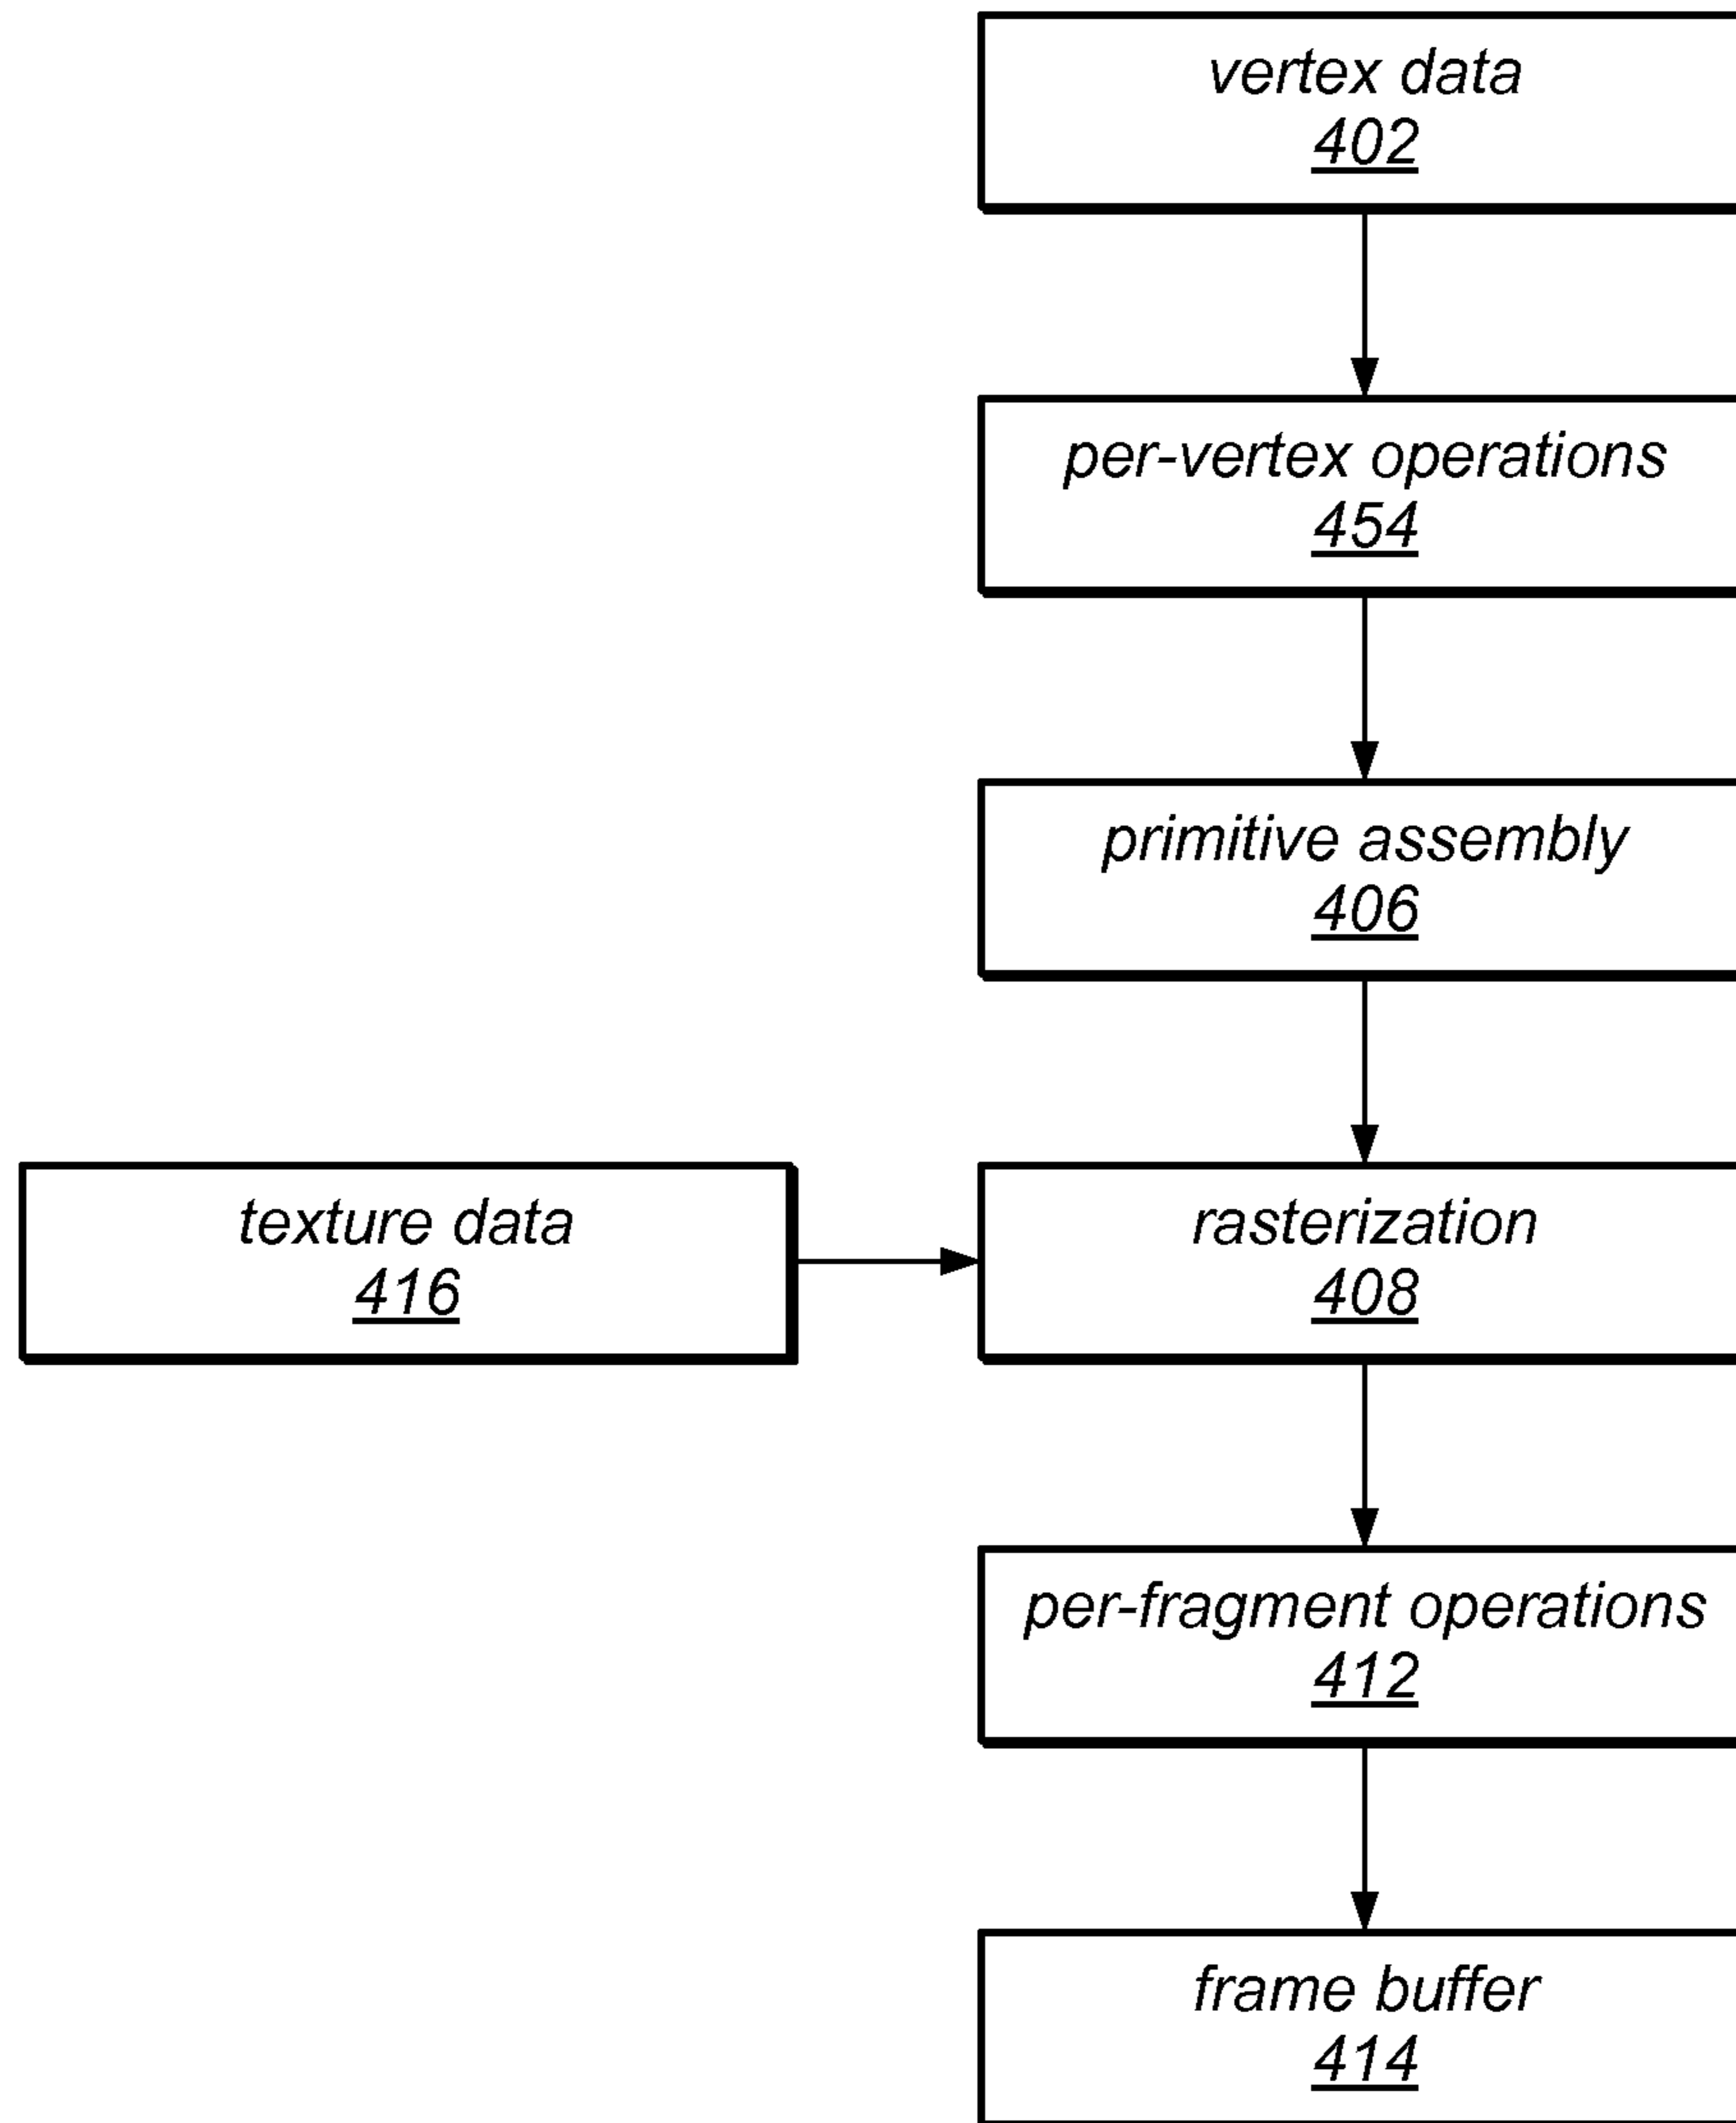 vertex data
402
per-vertex operations
454
primitive assembly
406
texture data
416
rasterization
408
per-fragment operations
412
frame buffer
414